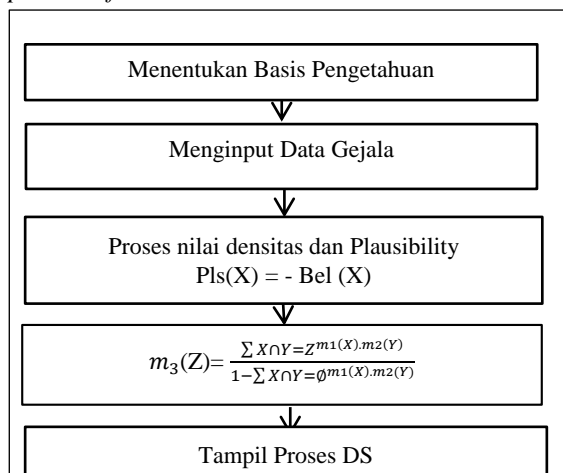 Menentukan Basis Pengetahuan
Menginput Data Gejala
Proses nilai densitas dan Plausibility
Pls(X) = - Bel (X)
𝑚₃(Z)= (∑ 𝑋∩𝑌=𝑍^𝑚1(𝑋).𝑚2(𝑌)) / (1−∑ 𝑋∩𝑌=∅^𝑚1(𝑋).𝑚2(𝑌))
Tampil Proses DS